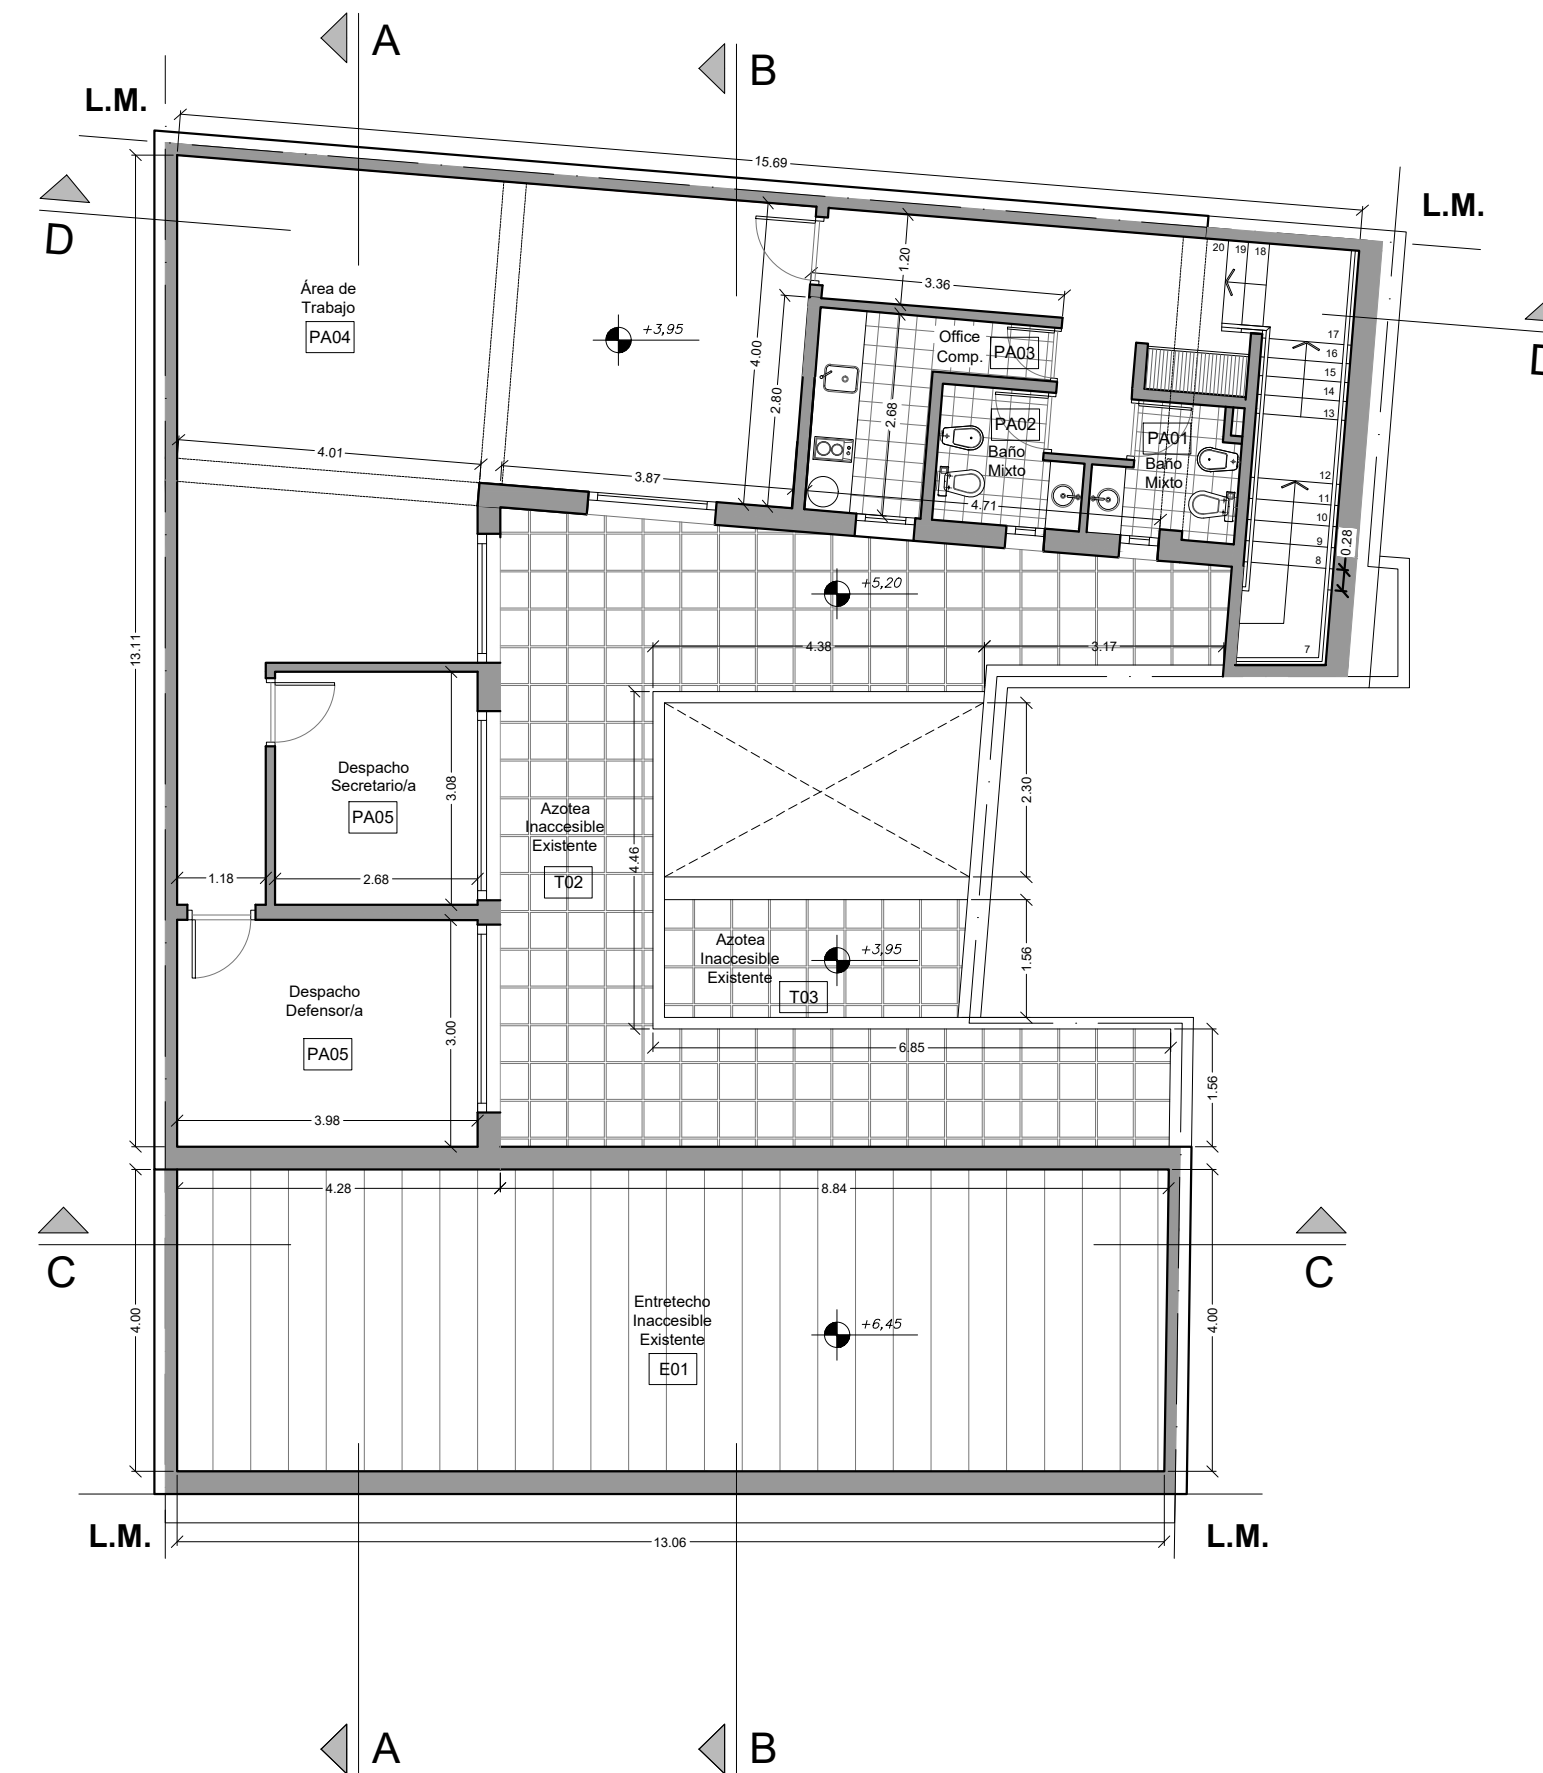 A
B
L.M.
15.69
L.M.
D
20
19
18
1.20
3.36
Área de
Trabajo
PA04
+3,95
4.00
2.80
Office
Comp.
PA03
17
16
15
14
13
D
2.68
PA02
Baño
Mixto
PA01
Baño
Mixto
4.01
3.87
4.71
12
11
10
9
8
0.28
+5,20
13.11
4.38
3.17
7
Despacho
Secretario/a
PA05
3.08
Azotea
Inaccesible
Existente
T02
4.46
2.30
1.18
2.68
Azotea
Inaccesible
Existente
T03
+3,95
1.56
Despacho
Defensor/a
PA05
3.00
6.85
1.56
3.98
4.28
8.84
C
C
4.00
Entretecho
Inaccesible
Existente
E01
+6,45
4.00
L.M.
13.06
L.M.
A
B